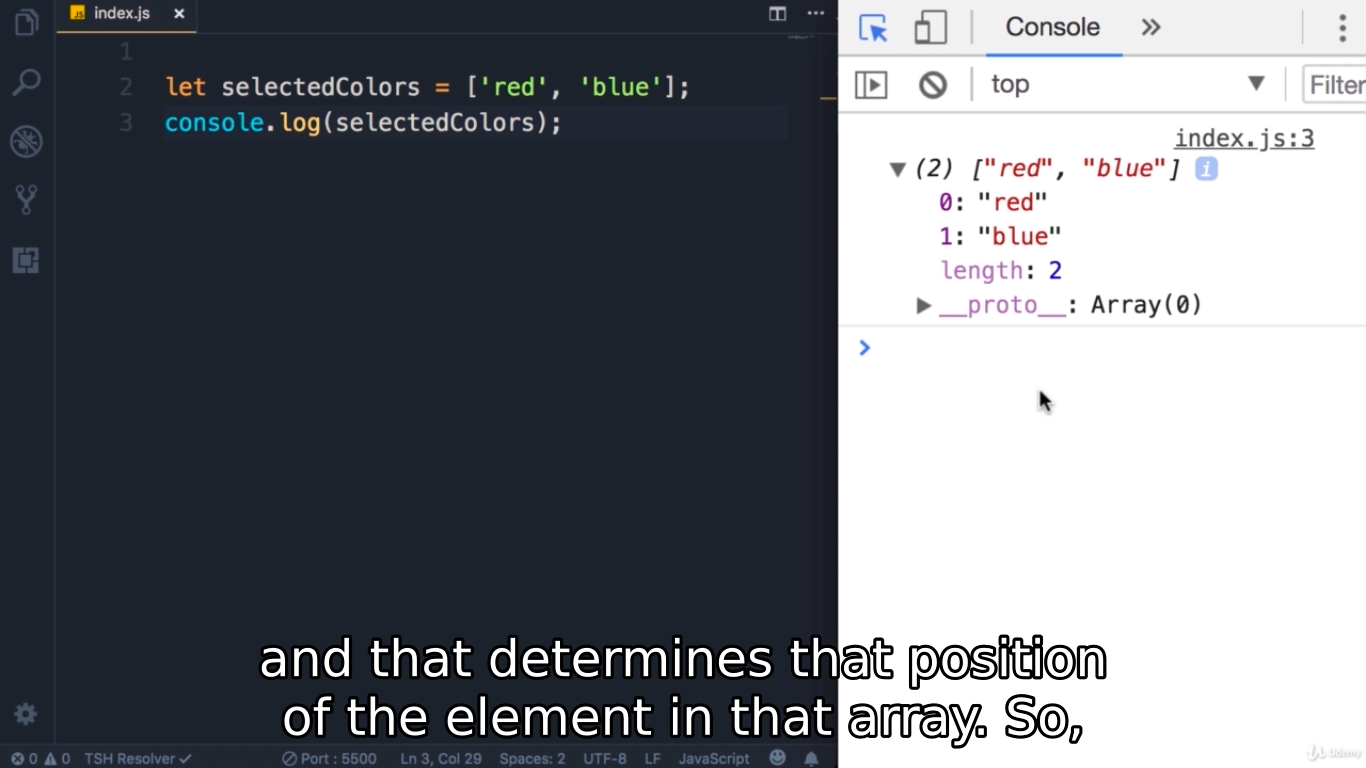 index.js
1
2 let selectedColors = ['red', 'blue'];
3 console.log(selectedColors);
Console
top
Filter
index.js:3
(2) ["red", "blue"] i
0: "red"
1: "blue"
length: 2
__proto__: Array(0)
and that determines that position
of the element in that array. So,
0 0 TSH Resolver Port : 5500 Ln 3, Col 29 Spaces: 2 UTF-8 LF JavaScript
Udemy